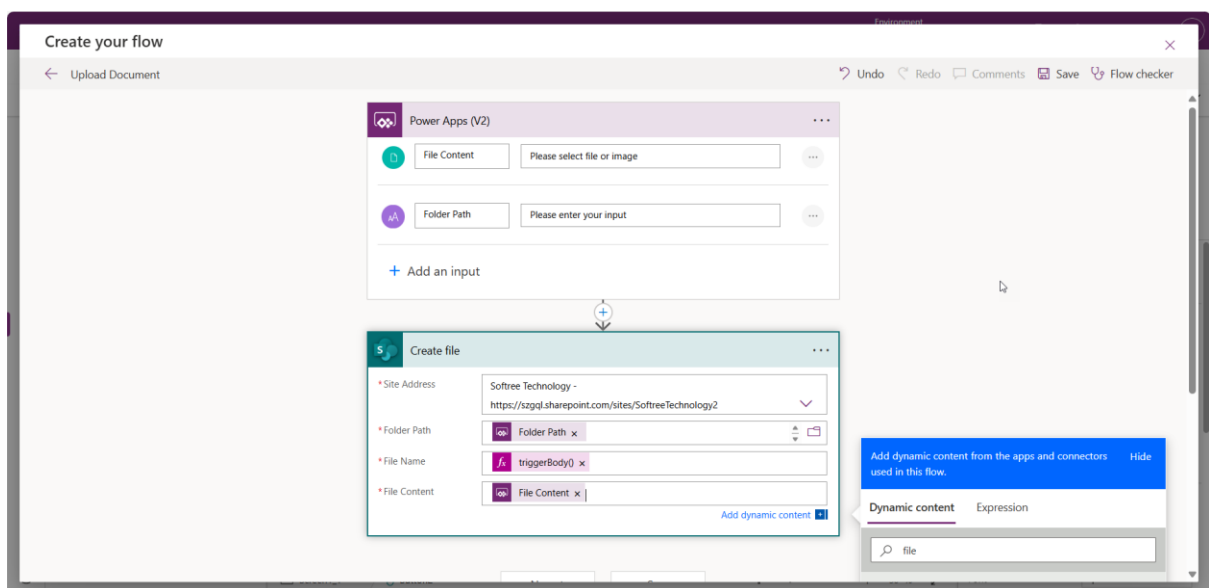 Environment
Create your flow
Upload Document
Undo
Redo
Comments
Save
Flow checker
Power Apps (V2)
File Content
Please select file or image
Folder Path
Please enter your input
Add an input
Create file
* Site Address
Softree Technology -
https://szgql.sharepoint.com/sites/SoftreeTechnology2
* Folder Path
Folder Path
* File Name
fx triggerBody()
* File Content
File Content
Add dynamic content
Add dynamic content from the apps and connectors
used in this flow.
Hide
Dynamic content
Expression
file